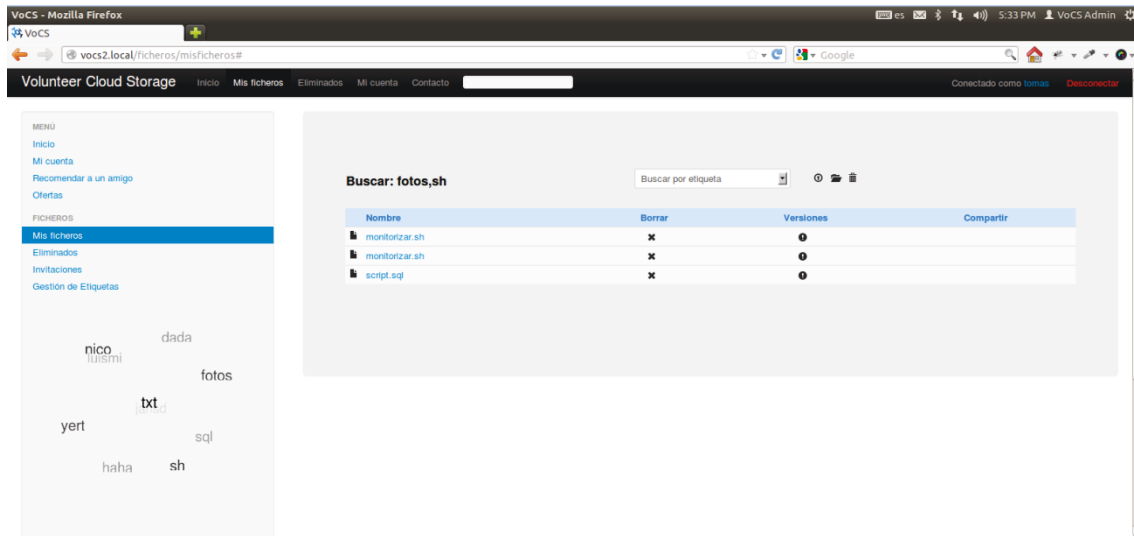 VoCS - Mozilla Firefox es 5:33 PM VoCS Admin
VoCS
vocs2.local/ficheros/misficheros# Google
Volunteer Cloud Storage Inicio Mis ficheros Eliminados Mi cuenta Contacto Conectado como tomas Desconectar
MENÚ
Inicio
Mi cuenta
Recomendar a un amigo
Ofertas
FICHEROS
Mis ficheros
Eliminados
Invitaciones
Gestión de Etiquetas
Buscar: fotos,sh Buscar por etiqueta
Nombre Borrar Versiones Compartir
monitorizar.sh
monitorizar.sh
script.sql
dada
nico
luismi
fotos
txt
yert
sql
haha sh